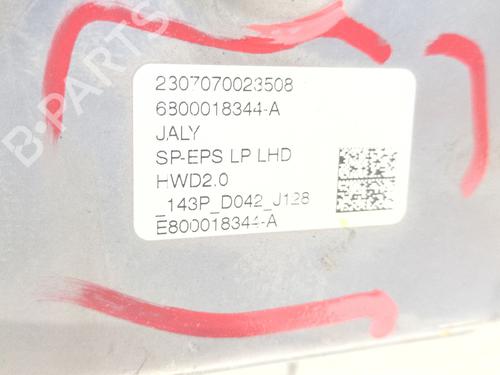 2307070023508
6800018344-A
JALY
SP-EPS LP LHD
HWD2.0
_143P_D042_J128
E800018344-A
B-PARTS